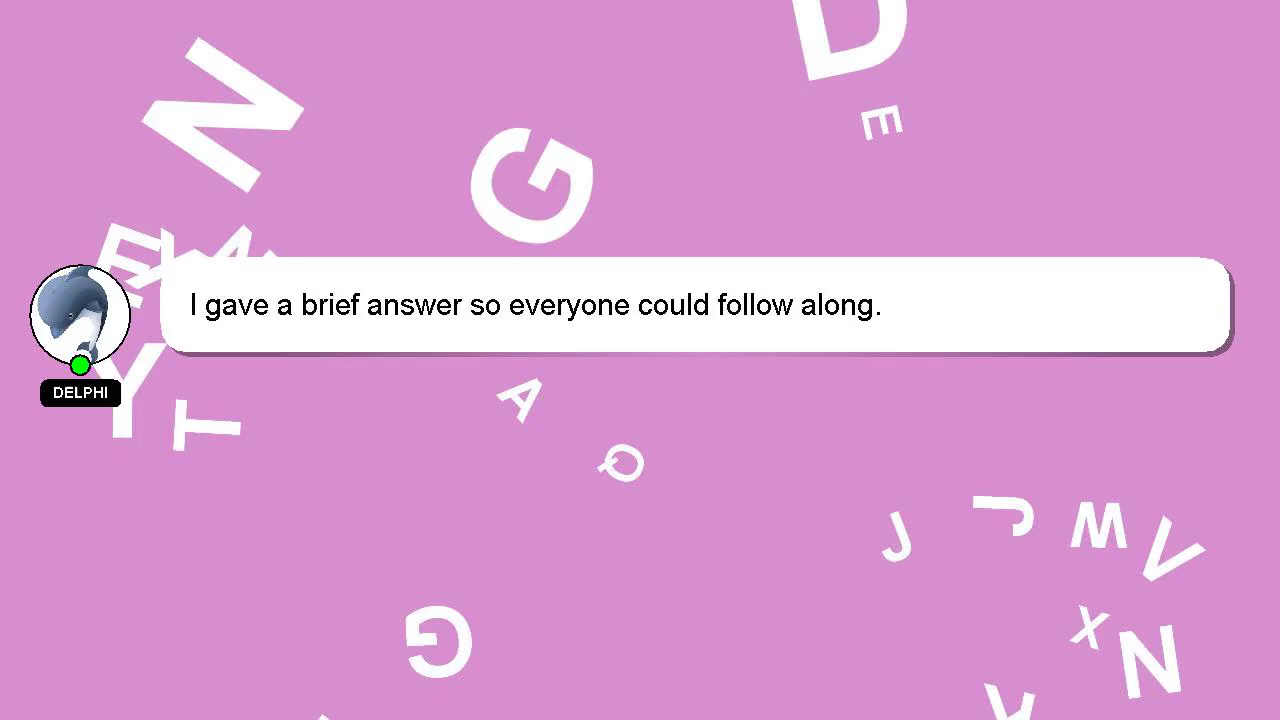 N
D
G
E
E
I gave a brief answer so everyone could follow along.
DELPHI
Y
T
A
Q
J
J
W
V
G
X
N